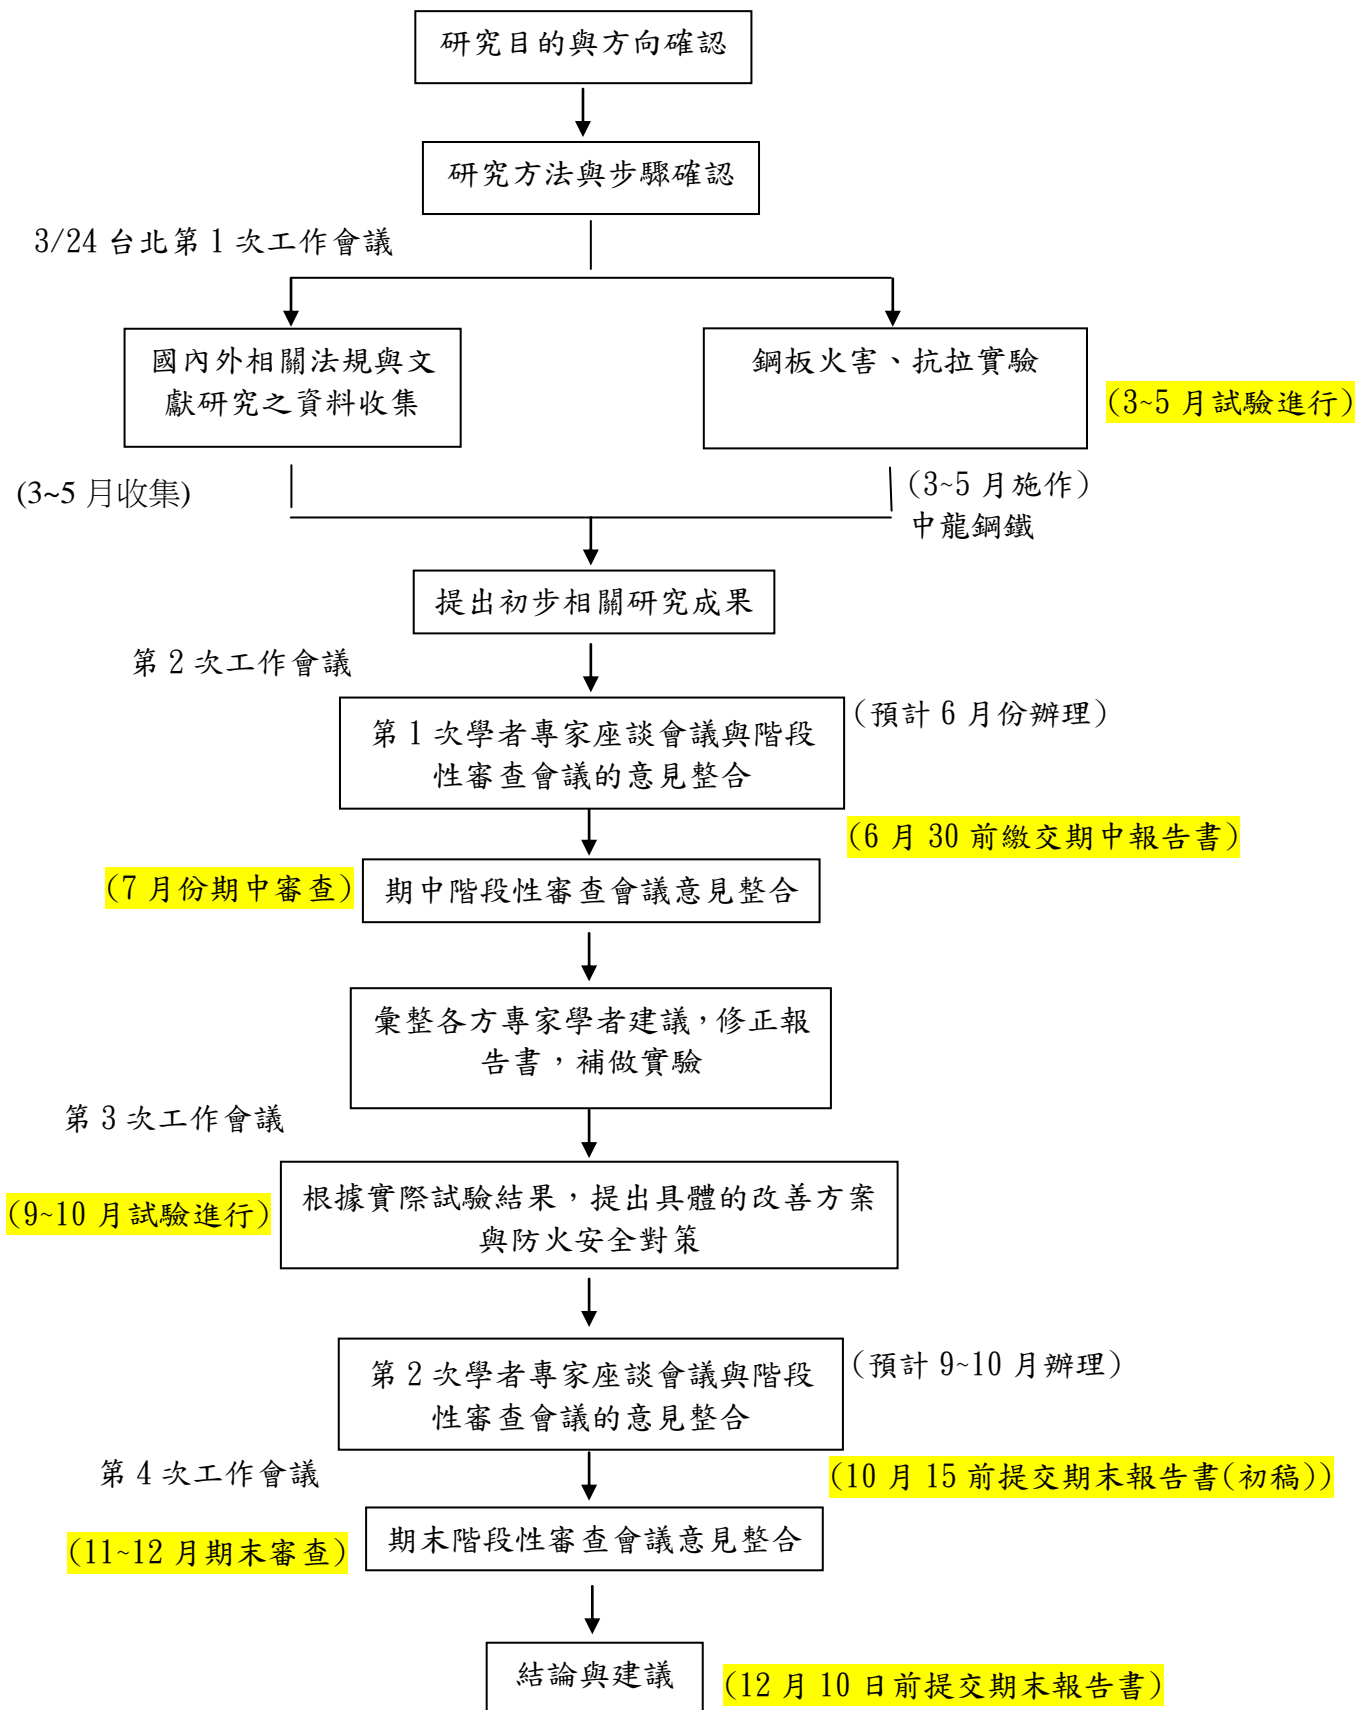 研究目的與方向確認
研究方法與步驟確認
3/24 台北第 1 次工作會議
國內外相關法規與文
獻研究之資料收集
鋼板火害、抗拉實驗
(3~5 月試驗進行)
(3~5 月收集)
(3~5 月施作)
中龍鋼鐵
提出初步相關研究成果
第 2 次工作會議
第 1 次學者專家座談會議與階段
性審查會議的意見整合
(預計 6 月份辦理)
(6 月 30 前繳交期中報告書)
(7 月份期中審查)
期中階段性審查會議意見整合
彙整各方專家學者建議，修正報
告書，補做實驗
第 3 次工作會議
(9~10 月試驗進行)
根據實際試驗結果，提出具體的改善方案
與防火安全對策
第 2 次學者專家座談會議與階段
性審查會議的意見整合
(預計 9~10 月辦理)
第 4 次工作會議
(10 月 15 前提交期末報告書(初稿))
(11~12 月期末審查)
期末階段性審查會議意見整合
結論與建議
(12 月 10 日前提交期末報告書)